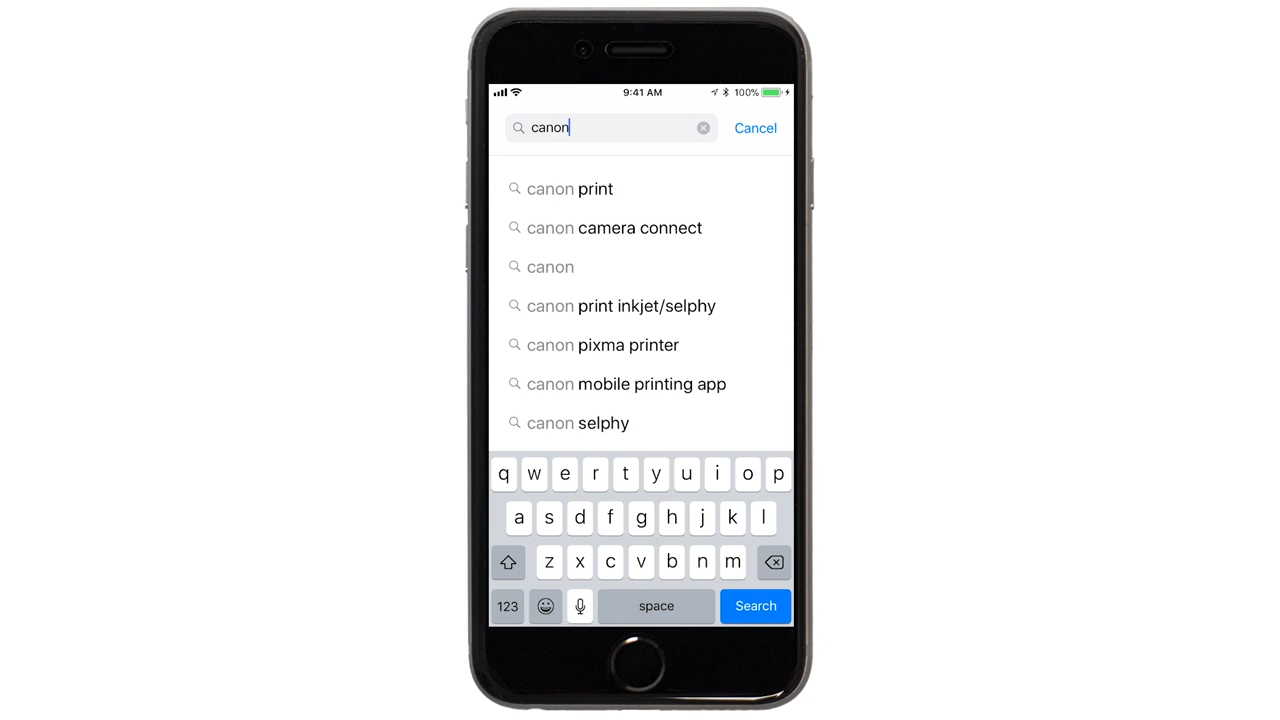 9:41 AM 100%
canon Cancel
canon print
canon camera connect
canon
canon print inkjet/selphy
canon pixma printer
canon mobile printing app
canon selphy
q w e r t y u i o p
a s d f g h j k l
z x c v b n m
123 space Search